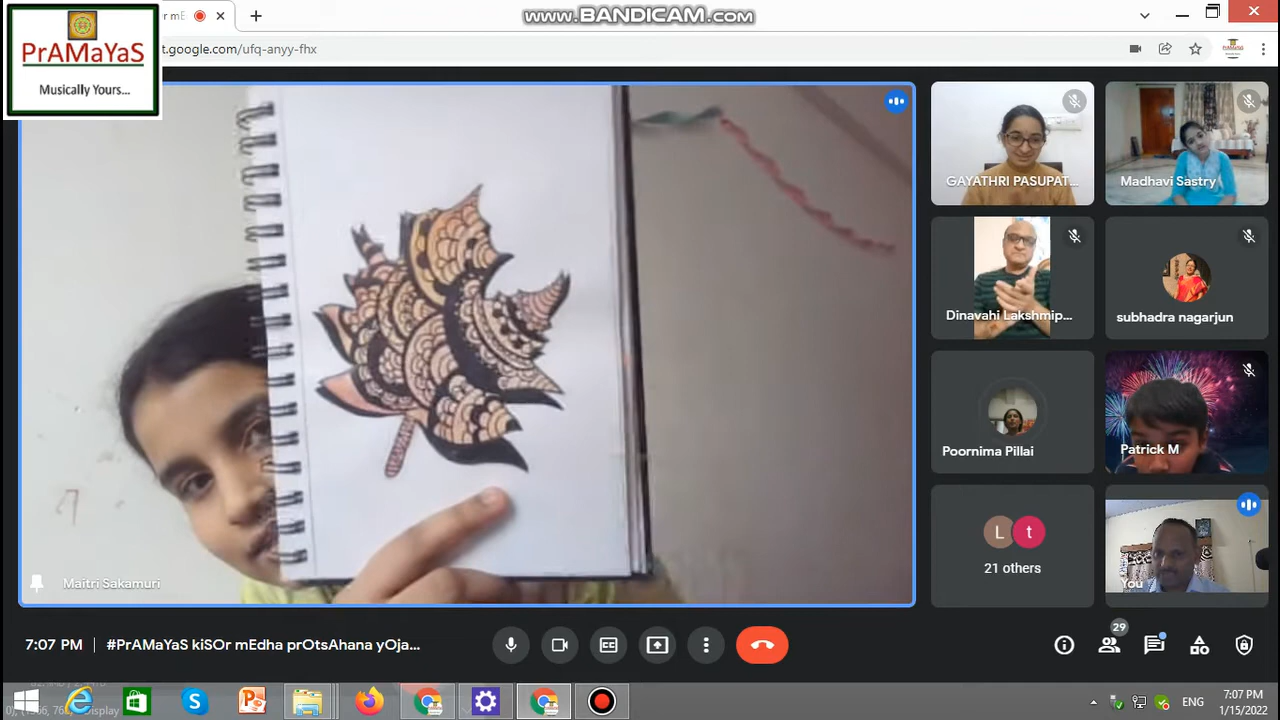 www.BANDICAM.com
PrAMaYaS
Musically Yours...
t.google.com/ufq-anyy-fhx
GAYATHRI PASUPAT...
Madhavi Sastry
Dinavahi Lakshmip...
subhadra nagarjun
Poornima Pillai
Patrick M
L
t
21 others
You
Maitri Sakamuri
7:07 PM | #PrAMaYaS kiSOr mEdha prOtsAhana yOja...
29
ENG
7:07 PM
1/15/2022